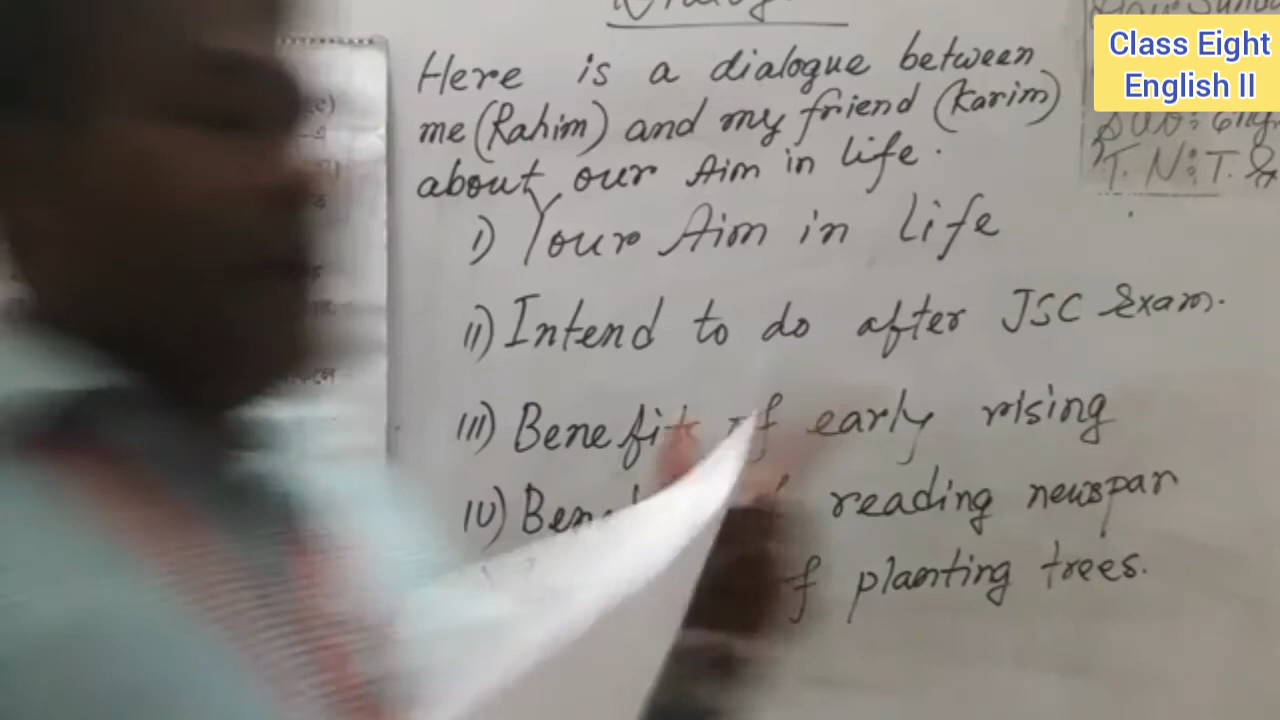 Here is a dialogue between
me (Rahim) and my friend (Karim)
about our Aim in life.
i) Your Aim in life
ii) Intend to do after JSC Exam.
iii) Benefit of early rising
iv) reading newspar
planting trees.
Class Eight
English II
T. N: T.